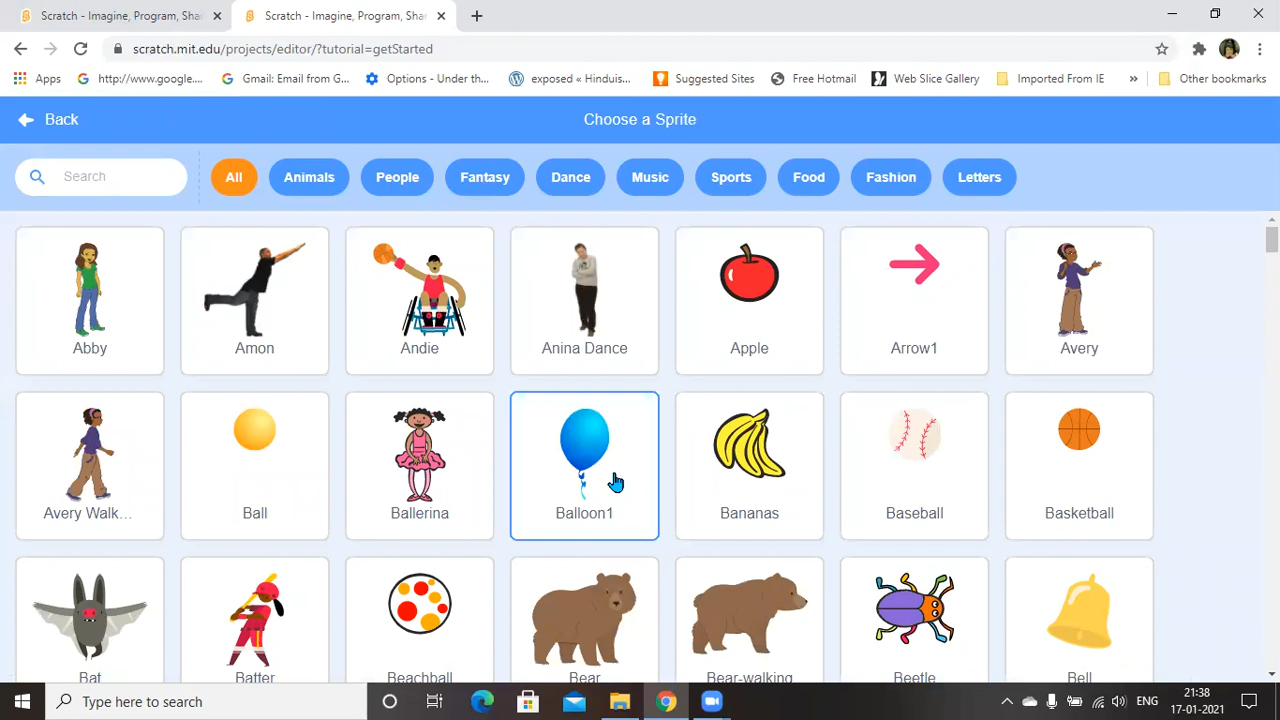 Scratch - Imagine, Program, Shar
Scratch - Imagine, Program, Shar
scratch.mit.edu/projects/editor/?tutorial=getStarted
Apps
http://www.google....
Gmail: Email from G...
Options - Under th...
exposed « Hinduis...
Suggested Sites
Free Hotmail
Web Slice Gallery
Imported From IE
»
Other bookmarks
Back
Choose a Sprite
Search
All
Animals
People
Fantasy
Dance
Music
Sports
Food
Fashion
Letters
Abby
Amon
Andie
Anina Dance
Apple
Arrow1
Avery
Avery Walk...
Ball
Ballerina
Balloon1
Bananas
Baseball
Basketball
Bat
Batter
Beachball
Bear
Bear-walking
Beetle
Bell
Type here to search
ENG
21:38
17-01-2021